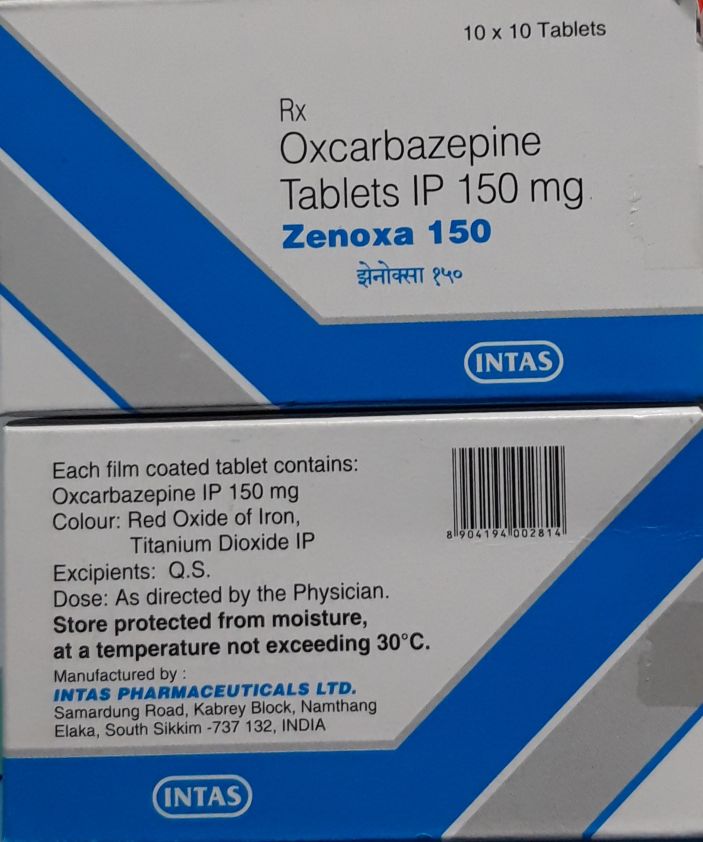 10 x 10 Tablets
Rx
Oxcarbazepine
Tablets IP 150 mg
Zenoxa 150
झेनोक्सा १५०
INTAS
Each film coated tablet contains:
Oxcarbazepine IP 150 mg
Colour: Red Oxide of Iron,
Titanium Dioxide IP
Excipients: Q.S.
Dose: As directed by the Physician.
Store protected from moisture,
at a temperature not exceeding 30°C.
Manufactured by :
INTAS PHARMACEUTICALS LTD.
Samardung Road, Kabrey Block, Namthang
Elaka, South Sikkim -737 132, INDIA
8 904194 002814
INTAS